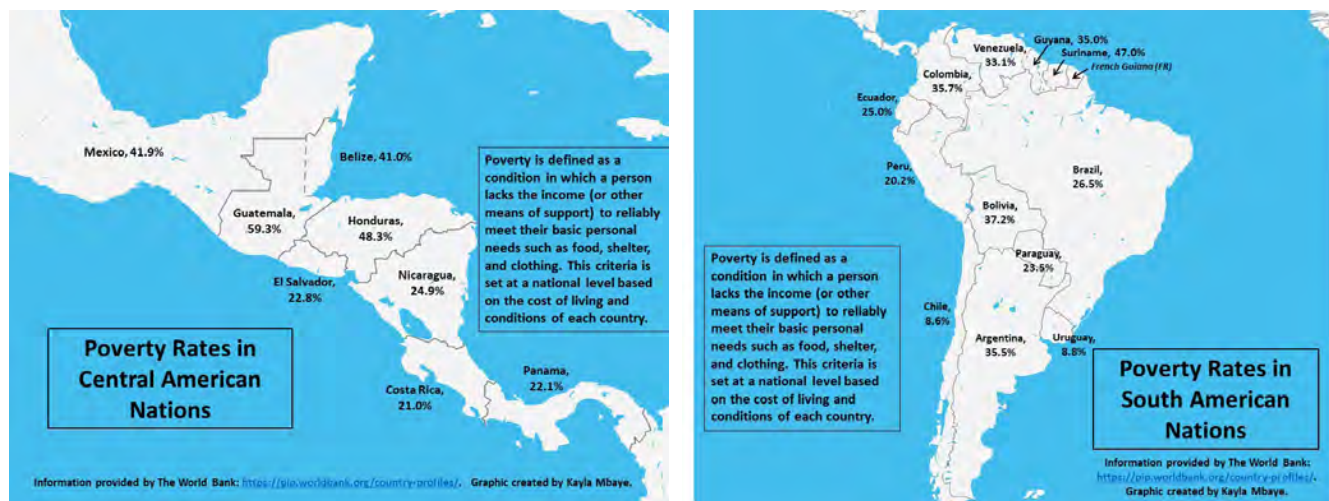 Mexico, 41.9%
Belize, 41.0%
Guatemala,
59.3%
Honduras,
48.3%
El Salvador,
22.8%
Nicaragua,
24.9%
Costa Rica,
21.0%
Panama,
22.1%
Poverty is defined as a
condition in which a person
lacks the income (or other
means of support) to reliably
meet their basic personal
needs such as food, shelter,
and clothing. This criteria is
set at a national level based
on the cost of living and
conditions of each country.
Poverty Rates in
Central American
Nations
Information provided by The World Bank: https://pip.worldbank.org/country-profiles/. Graphic created by Kayla Mbaye.
Guyana, 35.0%
Suriname, 47.0%
French Guiana (FR)
Venezuela,
33.1%
Colombia,
35.7%
Ecuador,
25.0%
Peru,
20.2%
Brazil,
26.5%
Bolivia,
37.2%
Paraguay,
23.5%
Chile,
8.6%
Argentina,
35.5%
Uruguay,
8.8%
Poverty is defined as a
condition in which a person
lacks the income (or other
means of support) to reliably
meet their basic personal
needs such as food, shelter,
and clothing. This criteria is
set at a national level based
on the cost of living and
conditions of each country.
Poverty Rates in
South American
Nations
Information provided by The World Bank:
https://pip.worldbank.org/country-profiles/.
Graphic created by Kayla Mbaye.